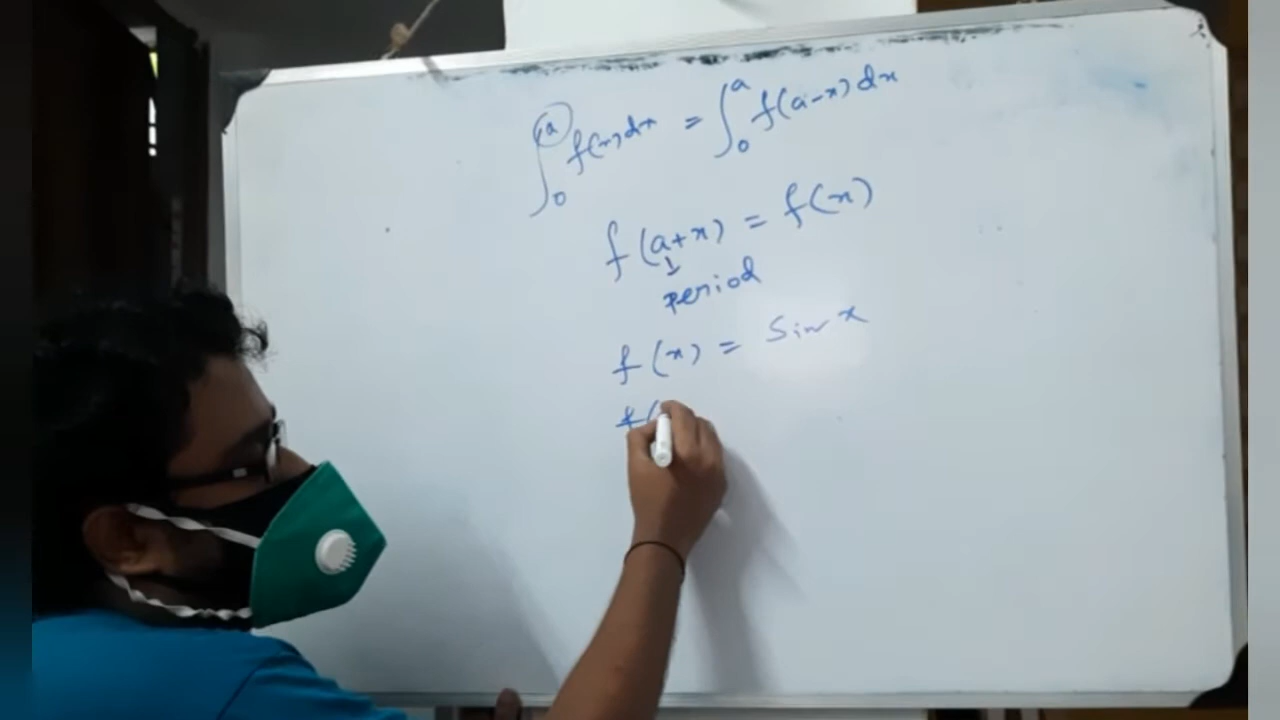 ∫₀ᵃ f(x)dx = ∫₀ᵃ f(a-x)dx
f(a+x) = f(x)
↓
period
f(x) = Sin x
f(